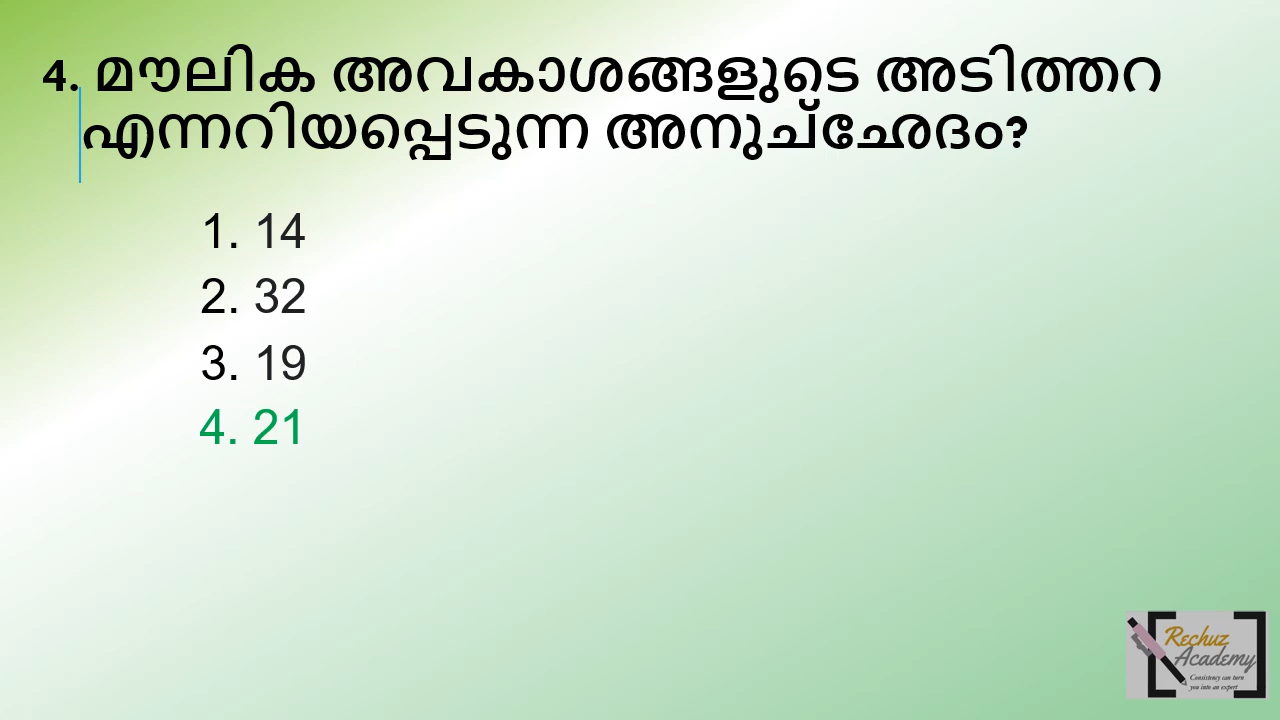 4. മൗലിക അവകാശങ്ങളുടെ അടിത്തറ
എന്നറിയപ്പെടുന്ന അനുച്ഛേദം?
1. 14
2. 32
3. 19
4. 21
Rechuz
Academy
Consistency can turn
you into an expert